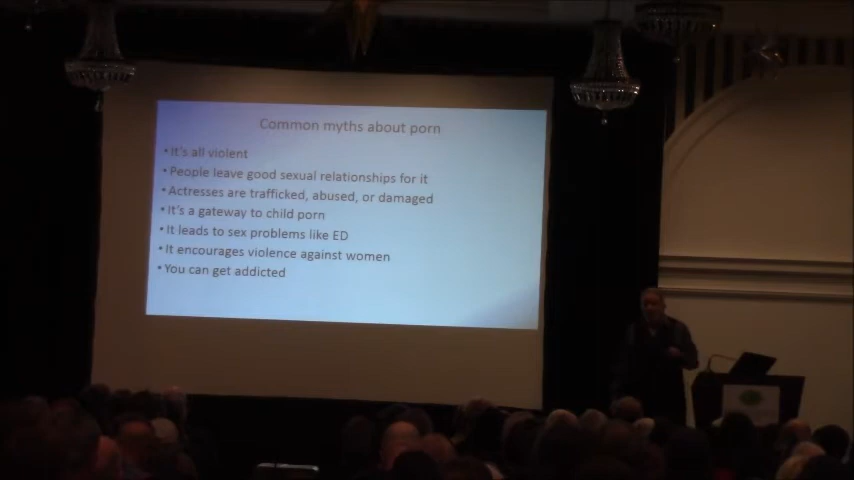 Common myths about porn
• It's all violent
• People leave good sexual relationships for it
• Actresses are trafficked, abused, or damaged
• It's a gateway to child porn
• It leads to sex problems like ED
• It encourages violence against women
• You can get addicted